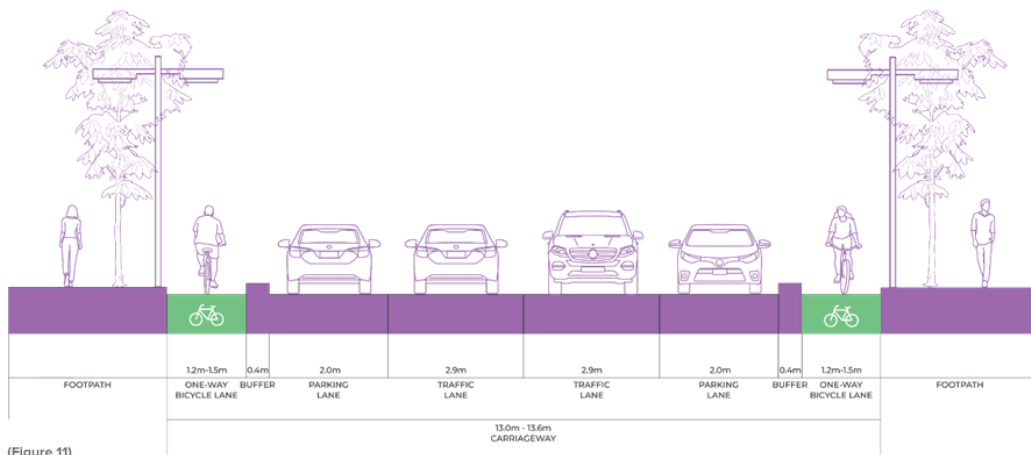 1.2m-1.5m 0.4m 2.0m 2.9m 2.9m 2.0m 0.4m 1.2m-1.5m
FOOTPATH ONE-WAY BUFFER PARKING TRAFFIC TRAFFIC PARKING BUFFER ONE-WAY FOOTPATH
BICYCLE LANE LANE LANE LANE LANE BICYCLE LANE
13.0m - 13.6m
CARRIAGEWAY
(Figure 11)